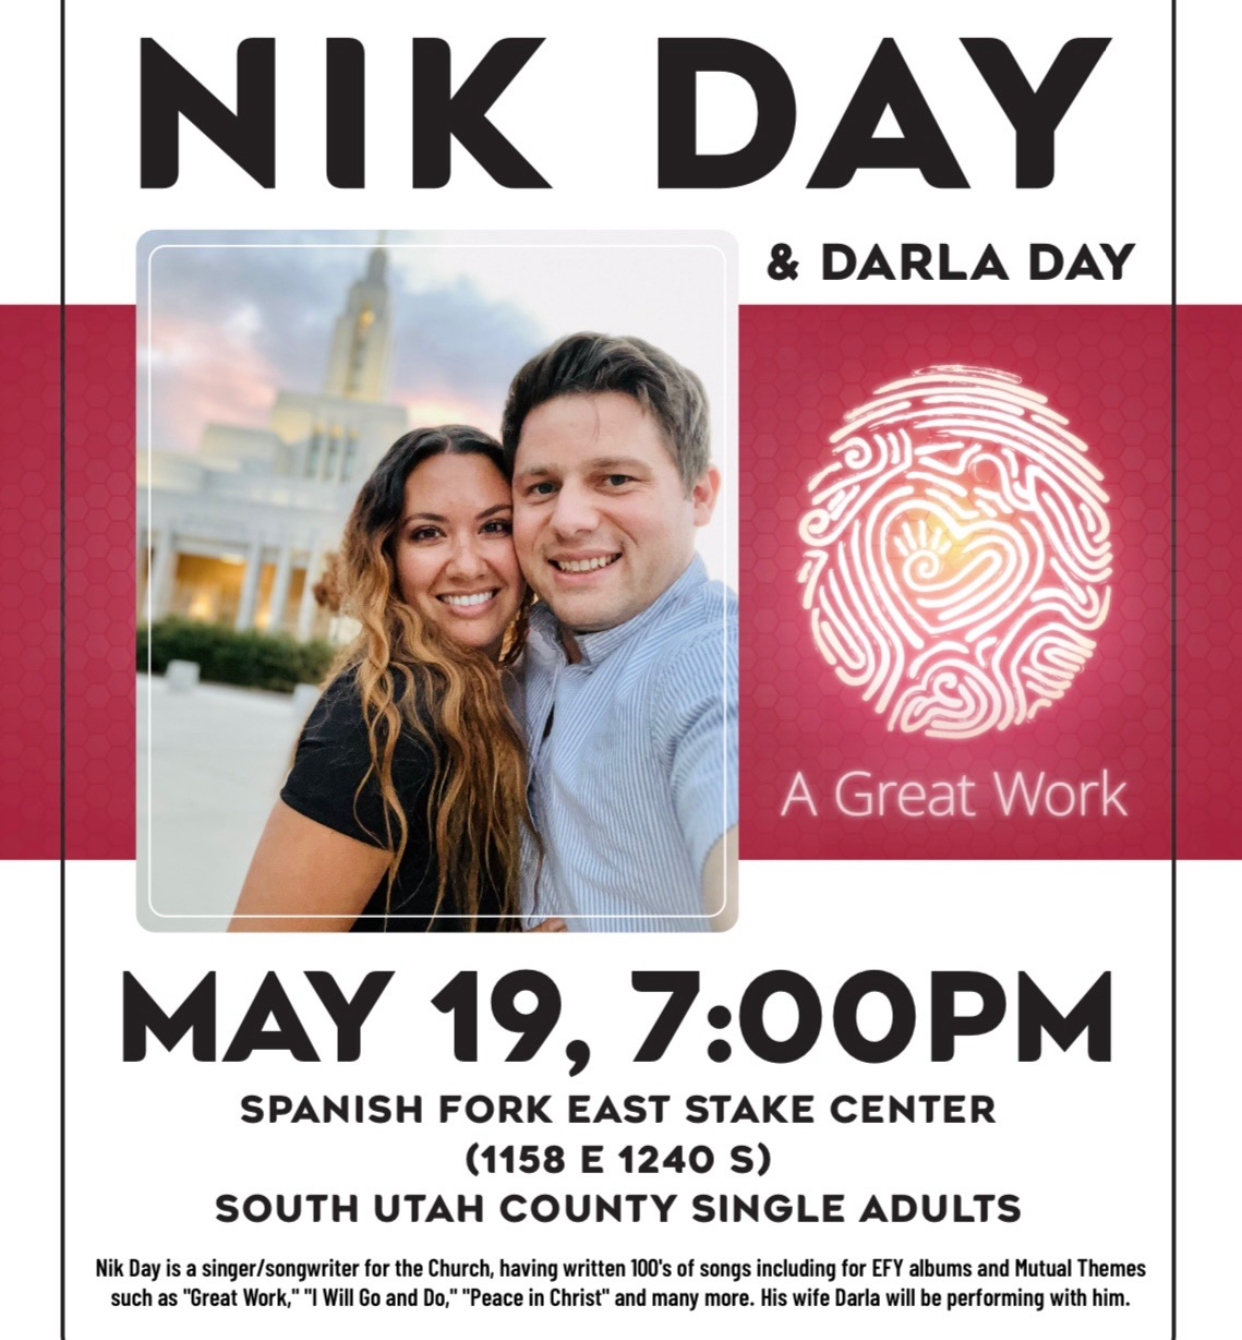 NIK DAY
& DARLA DAY
A Great Work
MAY 19, 7:00PM
SPANISH FORK EAST STAKE CENTER
(1158 E 1240 S)
SOUTH UTAH COUNTY SINGLE ADULTS
Nik Day is a singer/songwriter for the Church, having written 100's of songs including for EFY albums and Mutual Themes
such as "Great Work," "I Will Go and Do," "Peace in Christ" and many more. His wife Darla will be performing with him.